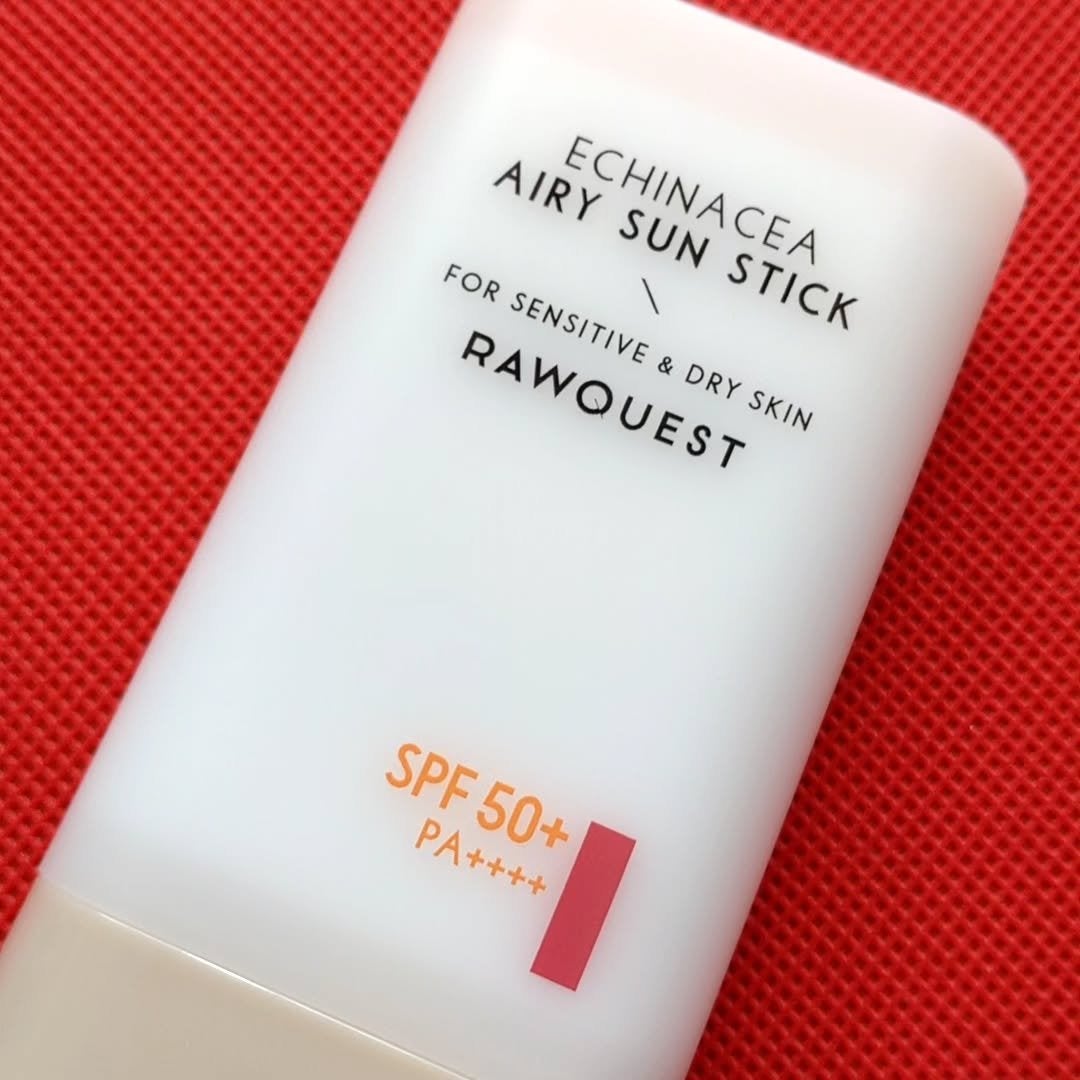 ECHINACEA
AIRY SUN STICK
\
FOR SENSITIVE & DRY SKIN
RAWQUEST
SPF 50+
PA++++